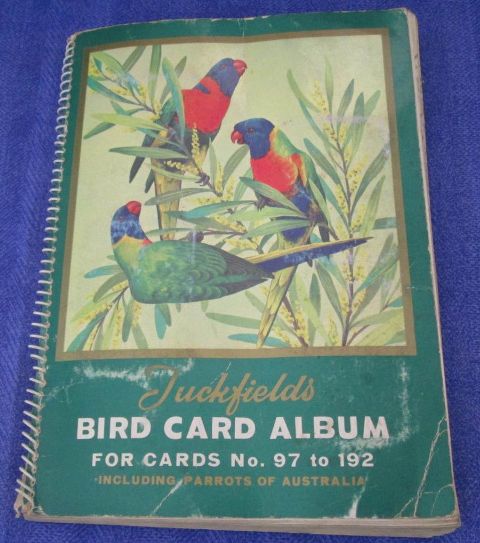 Tuckfields
BIRD CARD ALBUM
FOR CARDS No. 97 to 192
INCLUDING PARROTS OF AUSTRALIA